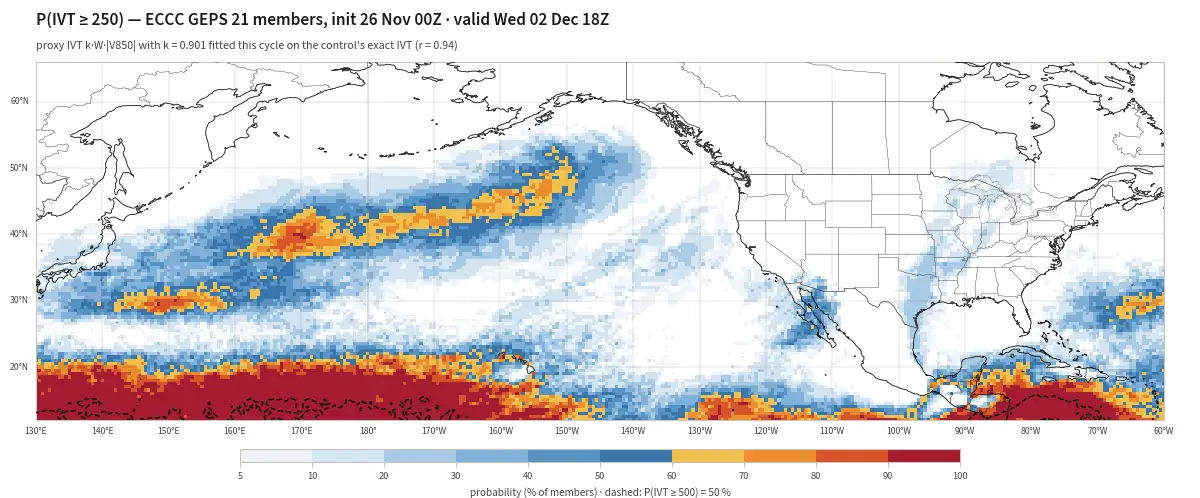 P(IVT ≥ 250) — ECCC GEPS 21 members, init 26 Nov 00Z · valid Wed 02 Dec 18Z
proxy IVT k·W·|V850| with k = 0.901 fitted this cycle on the control's exact IVT (r = 0.94)
60°N
50°N
40°N
30°N
20°N
130°E 140°E 150°E 160°E 170°E 180° 170°W 160°W 150°W 140°W 130°W 120°W 110°W 100°W 90°W 80°W 70°W 60°W
5 10 20 30 40 50 60 70 80 90 100
probability (% of members) · dashed: P(IVT ≥ 500) = 50 %